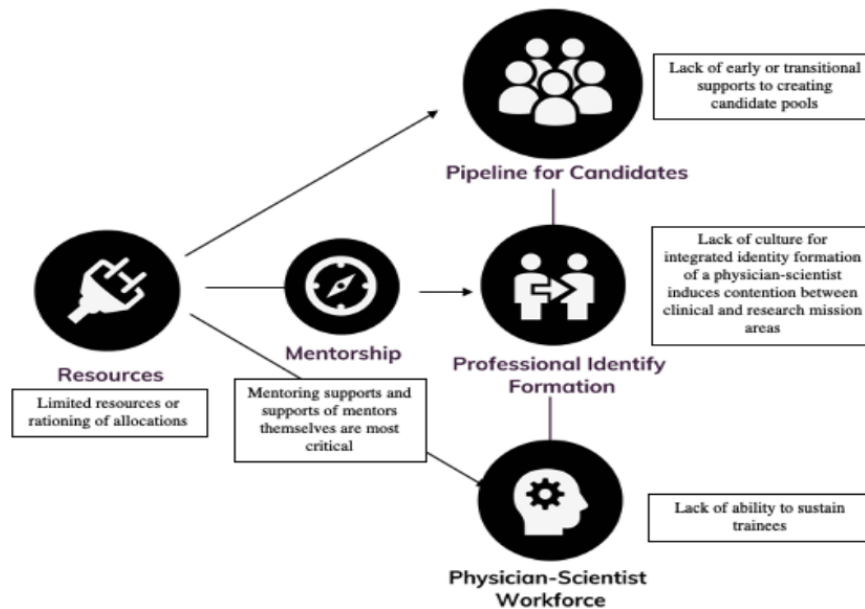 Lack of early or transitional
supports to creating
candidate pools
Pipeline for Candidates
Lack of culture for
integrated identity formation
of a physician-scientist
induces contention between
clinical and research mission
areas
Mentorship
Resources
Professional Identify
Formation
Limited resources or
rationing of allocations
Mentoring supports and
supports of mentors
themselves are most
critical
Lack of ability to sustain
trainees
Physician-Scientist
Workforce